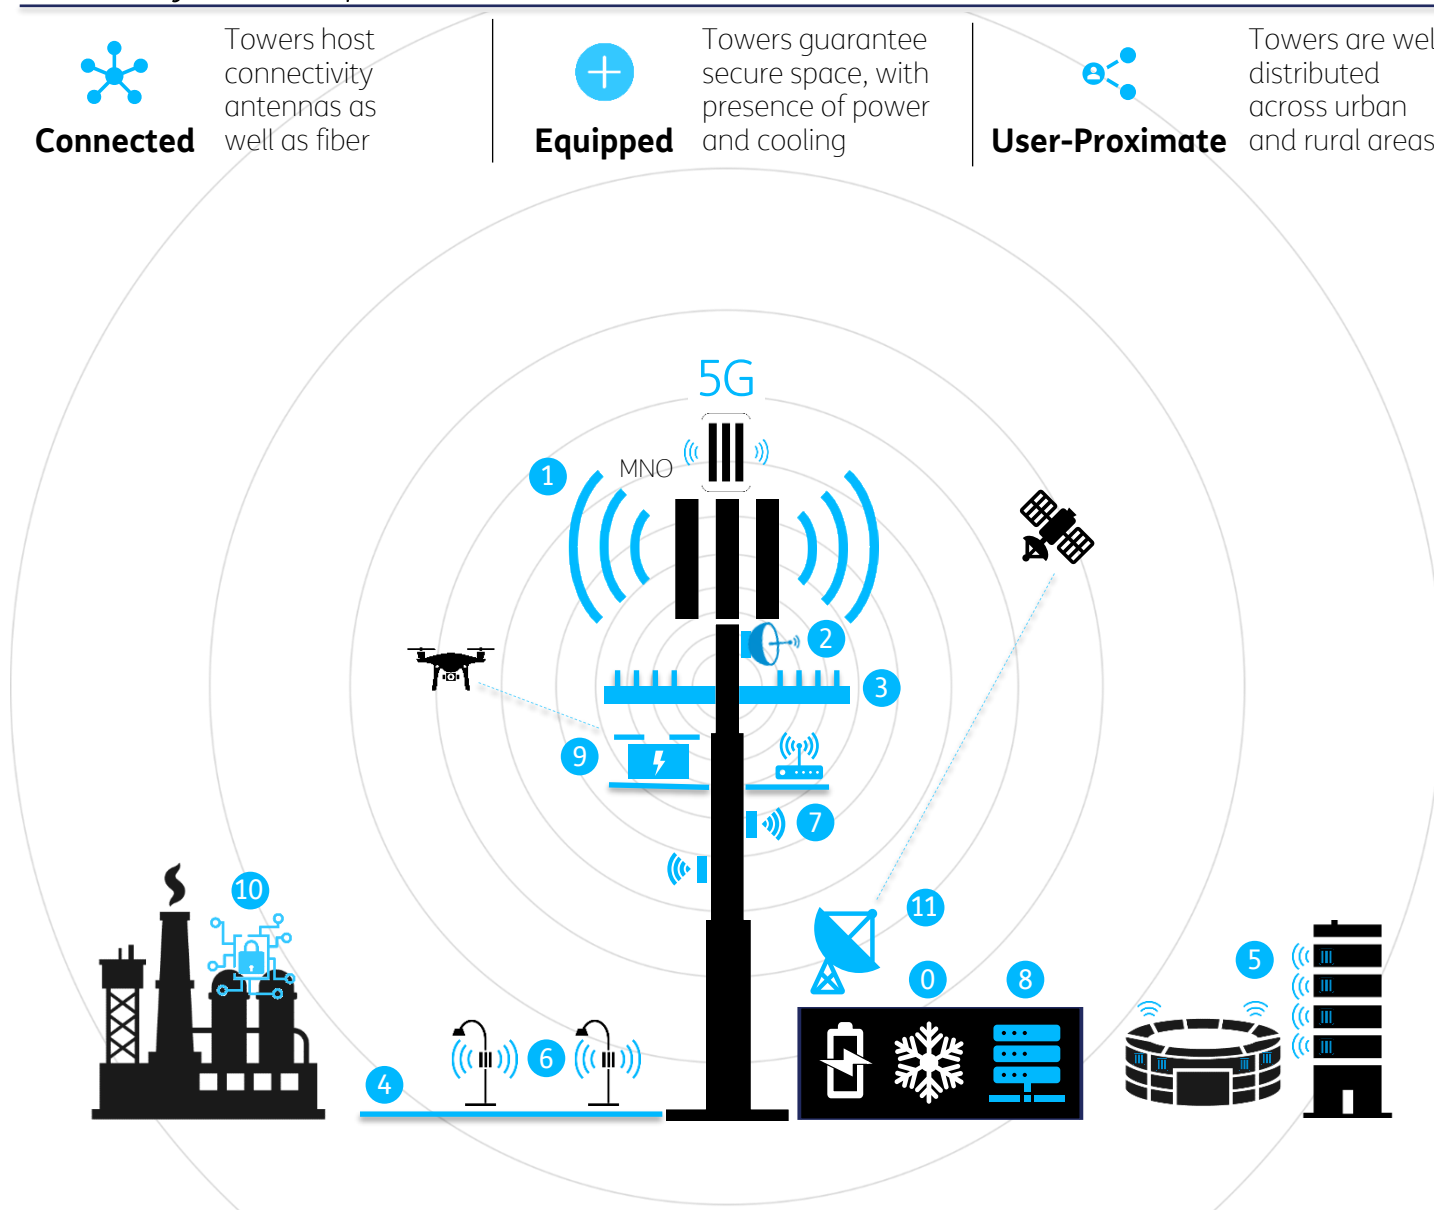 Towers host
connectivity
antennas as
well as fiber
Connected
Towers guarantee
secure space, with
presence of power
and cooling
Equipped
Towers are wel
distributed
across urban
and rural areas
User-Proximate
5G
MNO
1
2
3
9
7
10
11
5
0
8
6
4